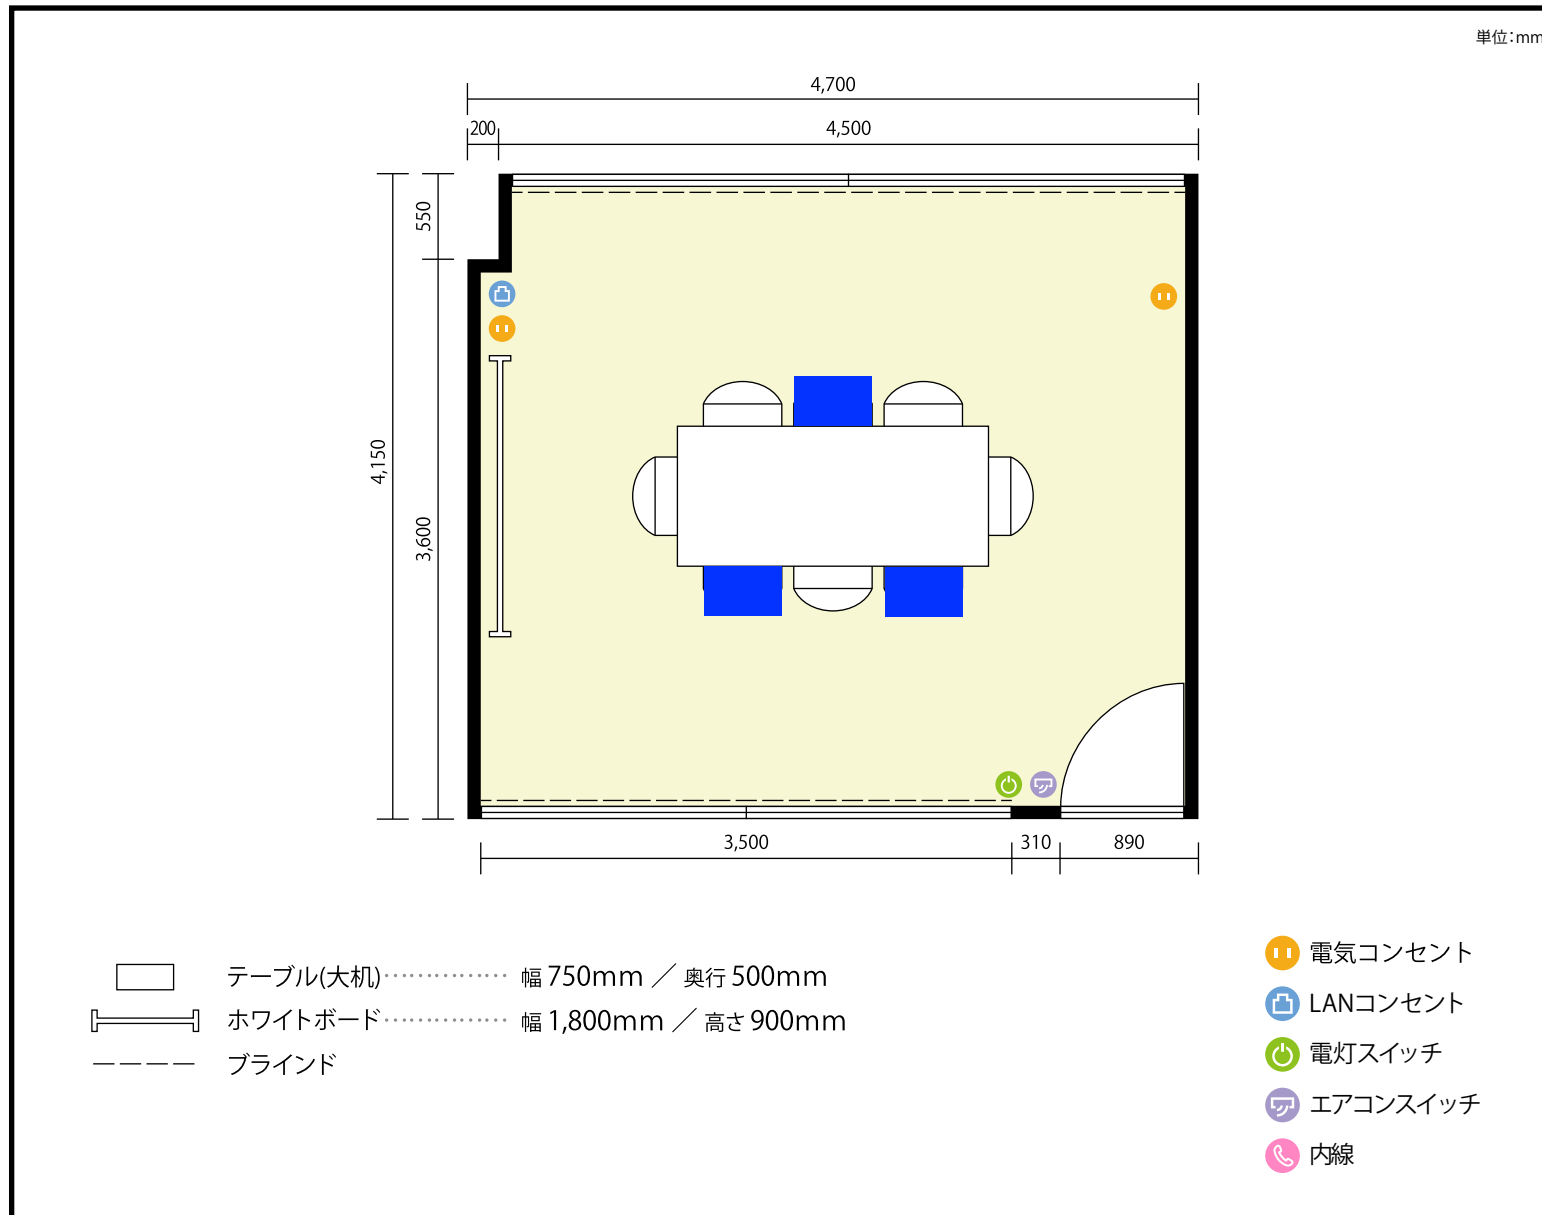 単位:mm
4,700
200
4,500
550
4,150
3,600
3,500
310
890
テーブル(大机)･･････････････ 幅 750mm ／ 奥行 500mm
ホワイトボード･･････････････ 幅 1,800mm ／ 高さ 900mm
ブラインド
電気コンセント
LANコンセント
電灯スイッチ
エアコンスイッチ
内線